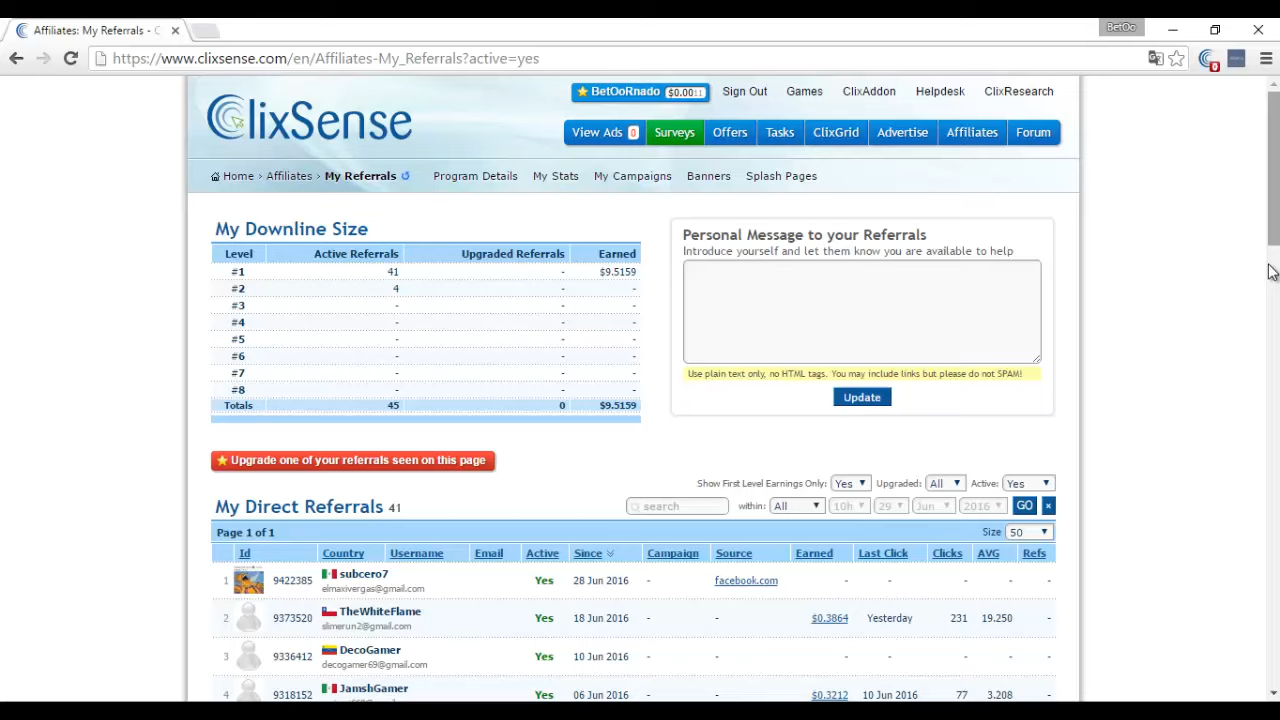 Affiliates: My Referrals - C
BetOo
https://www.clixsense.com/en/Affiliates-My_Referral?active=yes
0
ClixSense
BetOoRnado $0.00
Sign Out Games ClixAddon Helpdesk ClixResearch
View Ads 0 Surveys Offers Tasks ClixGrid Advertise Affiliates Forum
Home › Affiliates › My Referrals Program Details My Stats My Campaigns Banners Splash Pages
My Downline Size
Level Active Referrals Upgraded Referrals Earned
#1 41 - $9.5159
#2 4 - -
#3 - - -
#4 - - -
#5 - - -
#6 - - -
#7 - - -
#8 - - -
Totals 45 0 $9.5159
Personal Message to your Referrals
Introduce yourself and let them know you are available to help
Use plain text only, no HTML tags. You may include links but please do not SPAM!
Update
Upgrade one of your referrals seen on this page
Show First Level Earnings Only: Yes Upgraded: All Active: Yes
My Direct Referrals 41
search within: All 10h 29 Jun 2016 GO ×
Page 1 of 1 Size 50
Id Country Username Email Active Since Campaign Source Earned Last Click Clicks AVG Refs
1 9422385 subcero7 Yes 28 Jun 2016 - facebook.com - - - - -
elmaxivergas@gmail.com
2 9373520 TheWhiteFlame Yes 18 Jun 2016 - - $0.3864 Yesterday 231 19.250 -
slimerun2@gmail.com
3 9336412 DecoGamer Yes 10 Jun 2016 - - - - - - -
decogamer69@gmail.com
4 9318152 JamshGamer Yes 06 Jun 2016 - - $0.3212 10 Jun 2016 77 3.208 -